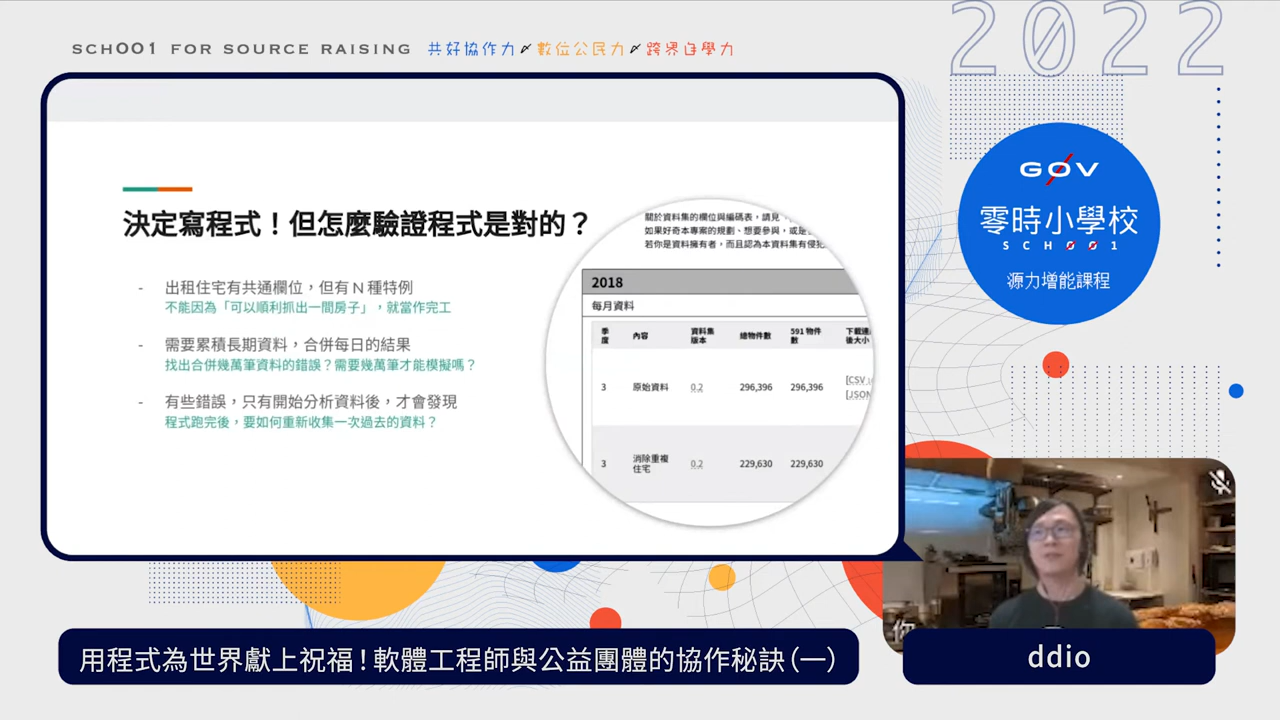 SCHOO1 FOR SOURCE RAISING 共好協作力 數位公民力 跨界自學力
2022
GØV
零時小學校
SCHØØ1
源力增能課程
決定寫程式！但怎麼驗證程式是對的？
- 出租住宅有共通欄位，但有 N 種特例
不能因為「可以順利抓出一間房子」，就當作完工
- 需要累積長期資料，合併每日的結果
找出合併幾萬筆資料的錯誤？需要幾萬筆才能模擬嗎？
- 有些錯誤，只有開始分析資料後，才會發現
程式跑完後，要如何重新收集一次過去的資料？
關於資料集的欄位與編碼表，請見
如果好奇本專案的規劃、想要參與，或是
若你是資料擁有者，而且認為本資料集有侵犯
2018
每月資料
季度 內容 資料集版本 總物件數 591 物件數 下載連 後大小
3 原始資料 0.2 296,396 296,396 [CSV
[JSON
3 消除重複住宅 0.2 229,630 229,630
你
用程式為世界獻上祝福！軟體工程師與公益團體的協作秘訣（一）
ddio